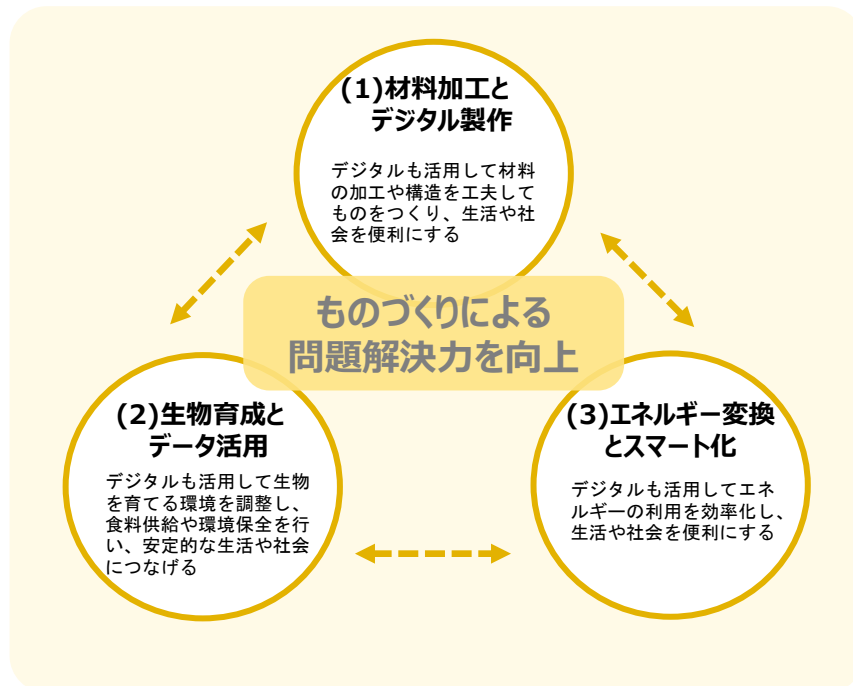 (1)材料加工と
デジタル製作
デジタルも活用して材料
の加工や構造を工夫して
ものをつくり、生活や社
会を便利にする
ものづくりによる
問題解決力を向上
(2)生物育成と
データ活用
デジタルも活用して生物
を育てる環境を調整し、
食料供給や環境保全を行
い、安定的な生活や社会
につなげる
(3)エネルギー変換
とスマート化
デジタルも活用してエネ
ルギーの利用を効率化し、
生活や社会を便利にする